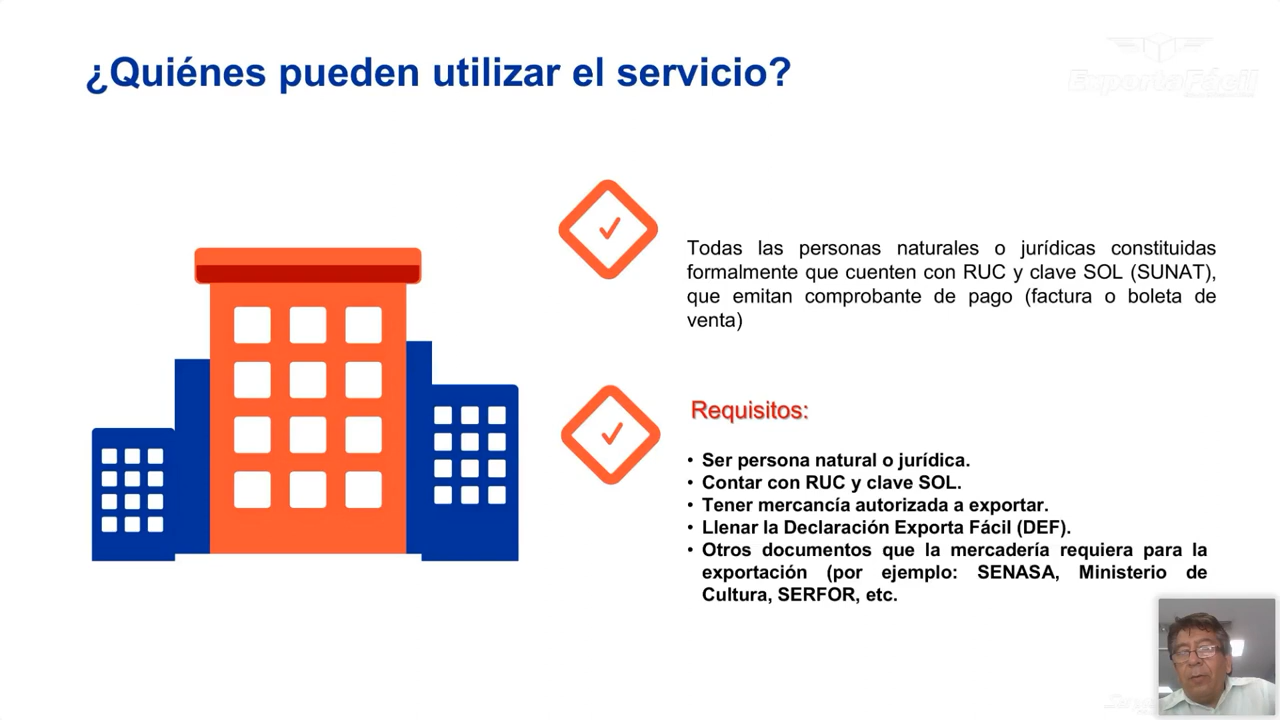 ¿Quiénes pueden utilizar el servicio?
ExportaFácil
Todas las personas naturales o jurídicas constituidas
formalmente que cuenten con RUC y clave SOL (SUNAT),
que emitan comprobante de pago (factura o boleta de
venta)
Requisitos:
• Ser persona natural o jurídica.
• Contar con RUC y clave SOL.
• Tener mercancía autorizada a exportar.
• Llenar la Declaración Exporta Fácil (DEF).
• Otros documentos que la mercadería requiera para la
exportación (por ejemplo: SENASA, Ministerio de
Cultura, SERFOR, etc.